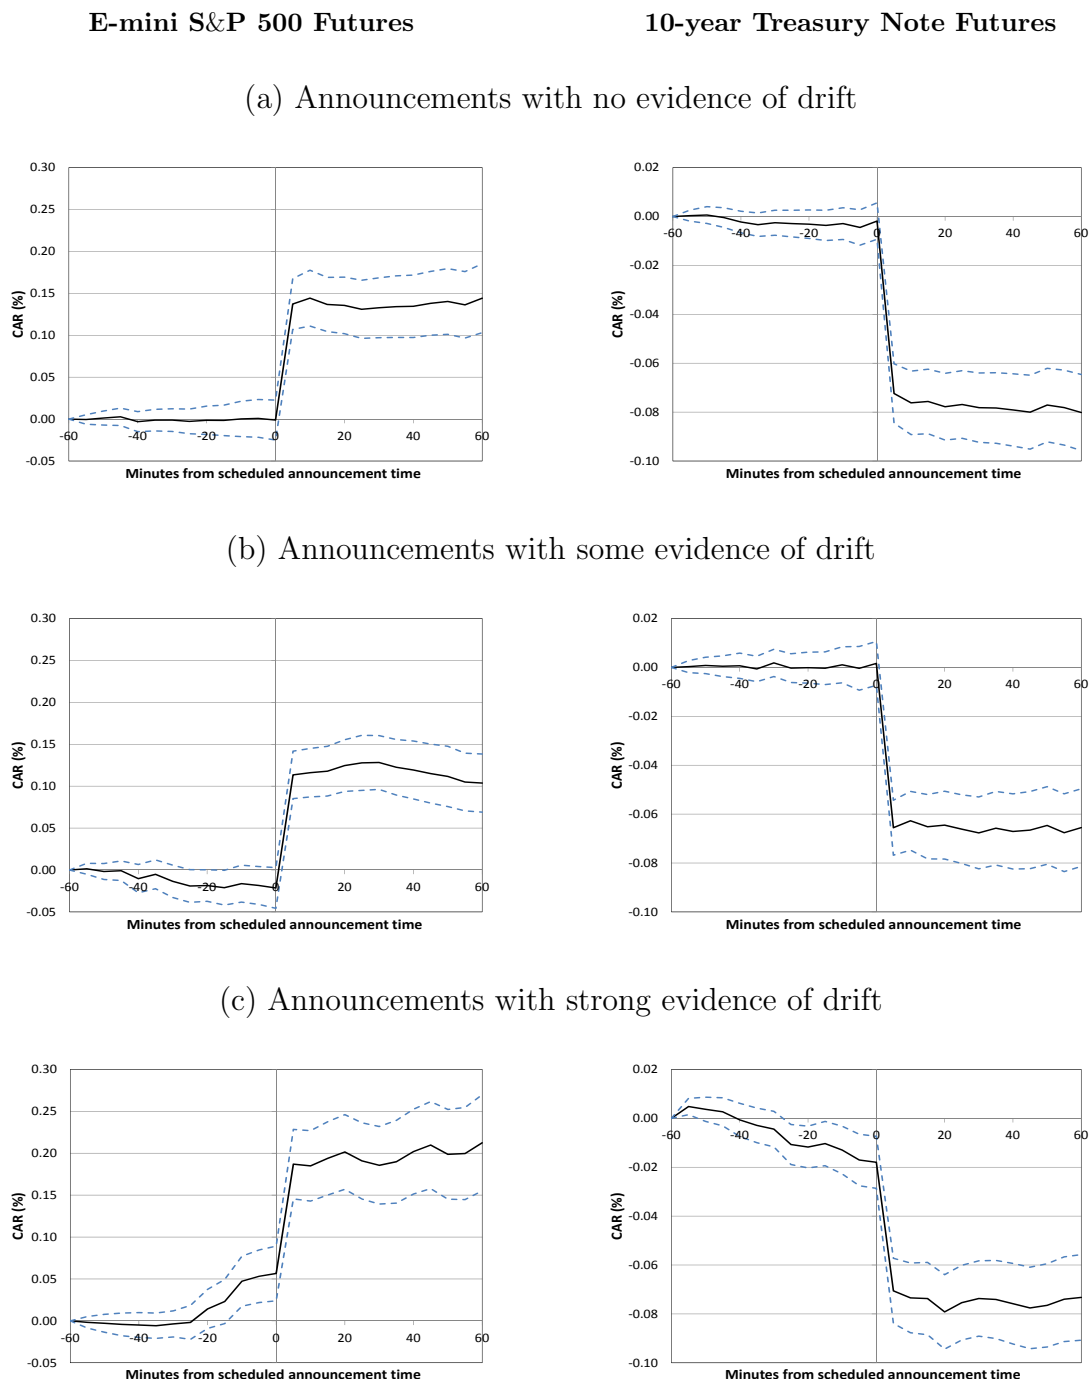 E-mini S&P 500 Futures
10-year Treasury Note Futures
(a) Announcements with no evidence of drift
0.30
0.25
0.20
0.15
0.10
0.05
0.00
-0.05
-60 -40 -20 0 20 40 60
CAR (%)
Minutes from scheduled announcement time
0.02
0.00
-0.02
-0.04
-0.06
-0.08
-0.10
-60 -40 -20 0 20 40 60
CAR (%)
Minutes from scheduled announcement time
(b) Announcements with some evidence of drift
0.30
0.25
0.20
0.15
0.10
0.05
0.00
-0.05
-60 -40 -20 0 20 40 60
CAR (%)
Minutes from scheduled announcement time
0.02
0.00
-0.02
-0.04
-0.06
-0.08
-0.10
-60 -40 -20 0 20 40 60
CAR (%)
Minutes from scheduled announcement time
(c) Announcements with strong evidence of drift
0.30
0.25
0.20
0.15
0.10
0.05
0.00
-0.05
-60 -40 -20 0 20 40 60
CAR (%)
Minutes from scheduled announcement time
0.02
0.00
-0.02
-0.04
-0.06
-0.08
-0.10
-60 -40 -20 0 20 40 60
CAR (%)
Minutes from scheduled announcement time